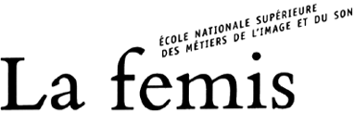 ÉCOLE NATIONALE SUPÉRIEURE
DES MÉTIERS DE L'IMAGE ET DU SON
La femis